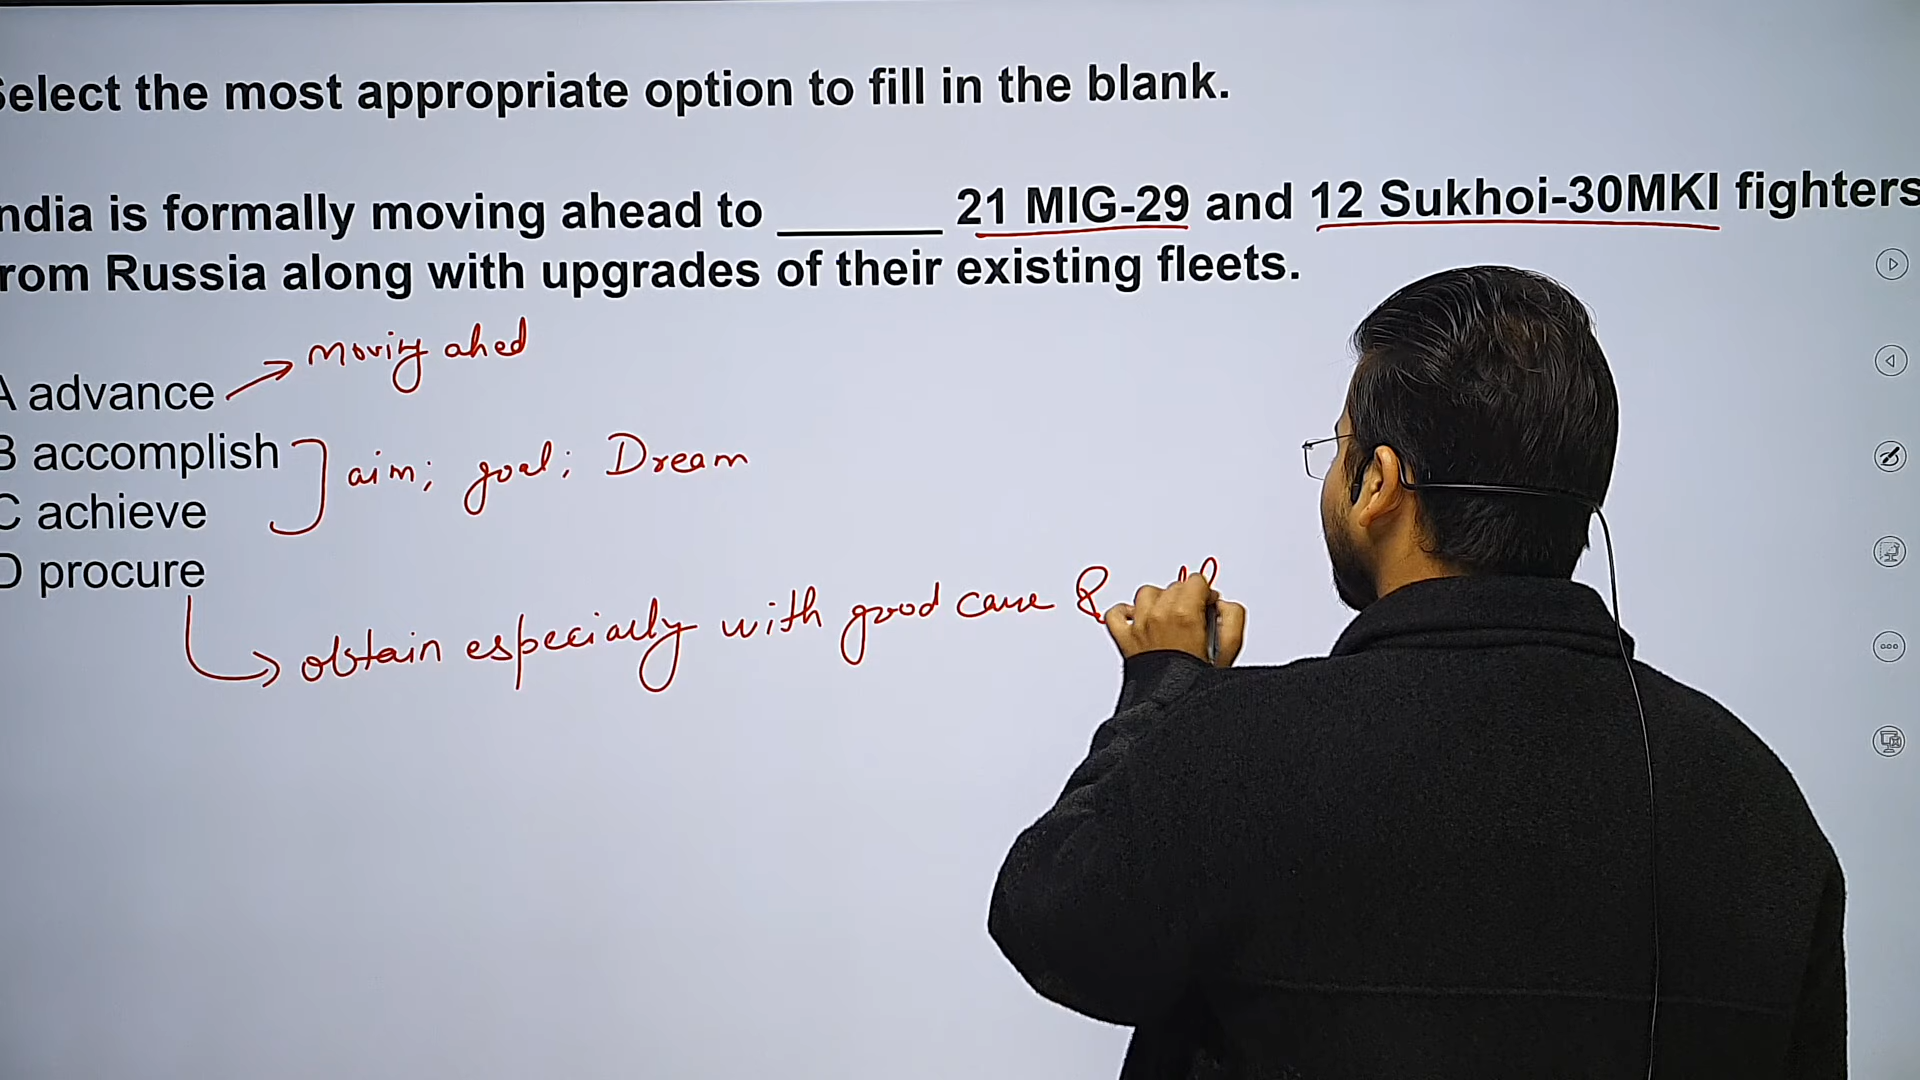 Select the most appropriate option to fill in the blank.
ndia is formally moving ahead to ______ 21 MIG-29 and 12 Sukhoi-30MKI fighters
rom Russia along with upgrades of their existing fleets.
moving ahed
A advance
B accomplish
aim; goal; Dream
C achieve
D procure
obtain especially with good care &